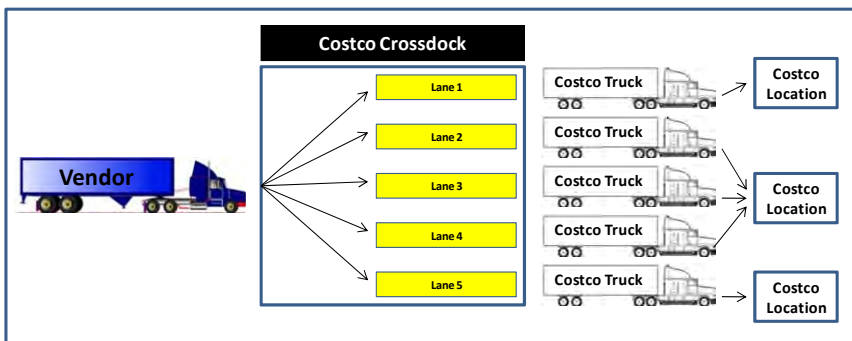 Costco Crossdock
Vendor
Lane 1
Lane 2
Lane 3
Lane 4
Lane 5
Costco Truck
Costco Truck
Costco Truck
Costco Truck
Costco Truck
Costco
Location
Costco
Location
Costco
Location